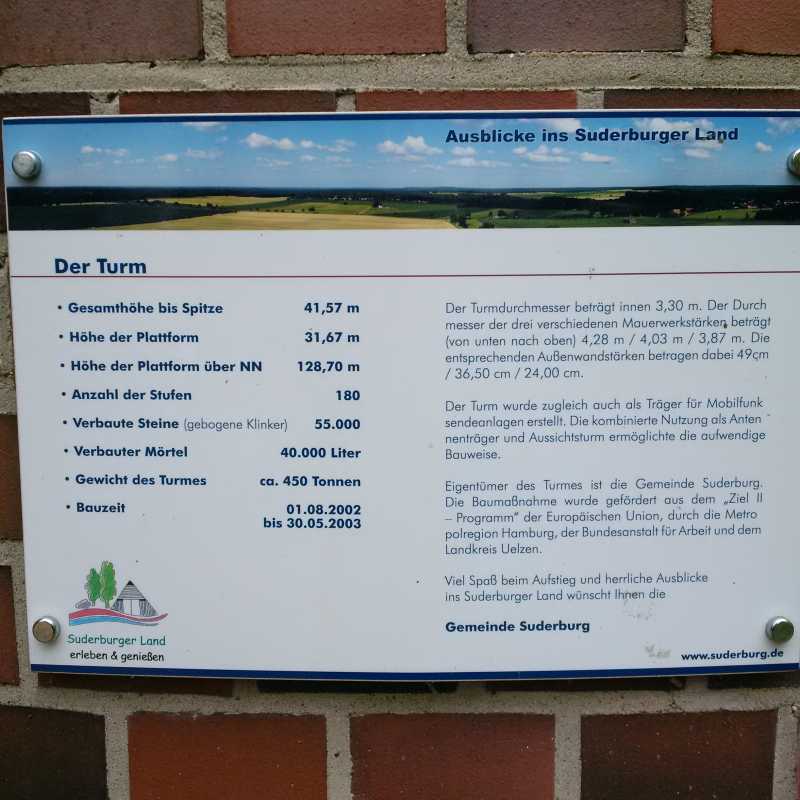 Ausblicke ins Suderburger Land
Der Turm
• Gesamthöhe bis Spitze 41,57 m
• Höhe der Plattform 31,67 m
• Höhe der Plattform über NN 128,70 m
• Anzahl der Stufen 180
• Verbaute Steine (gebogene Klinker) 55.000
• Verbauter Mörtel 40.000 Liter
• Gewicht des Turmes ca. 450 Tonnen
• Bauzeit 01.08.2002
bis 30.05.2003
Suderburger Land
erleben & genießen
Der Turmdurchmesser beträgt innen 3,30 m. Der Durch
messer der drei verschiedenen Mauerwerkstärken beträgt
(von unten nach oben) 4,28 m / 4,03 m / 3,87 m. Die
entsprechenden Außenwandstärken betragen dabei 49cm
/ 36,50 cm / 24,00 cm.
Der Turm wurde zugleich auch als Träger für Mobilfunk
sendeanlagen erstellt. Die kombinierte Nutzung als Anten
nenträger und Aussichtsturm ermöglichte die aufwendige
Bauweise.
Eigentümer des Turmes ist die Gemeinde Suderburg.
Die Baumaßnahme wurde gefördert aus dem „Ziel II
– Programm“ der Europäischen Union, durch die Metro
polregion Hamburg, der Bundesanstalt für Arbeit und dem
Landkreis Uelzen.
Viel Spaß beim Aufstieg und herrliche Ausblicke
ins Suderburger Land wünscht Ihnen die
Gemeinde Suderburg
www.suderburg.de